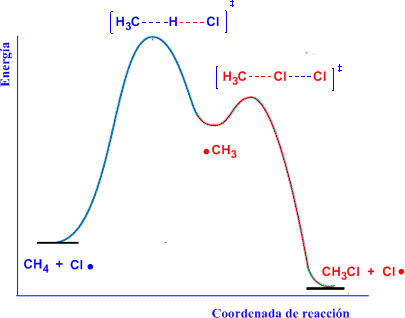 [H₃C----H----Cl]‡
Energía
[H₃C----Cl----Cl]‡
•CH₃
CH₄ + Cl•
CH₃Cl + Cl•
Coordenada de reacción